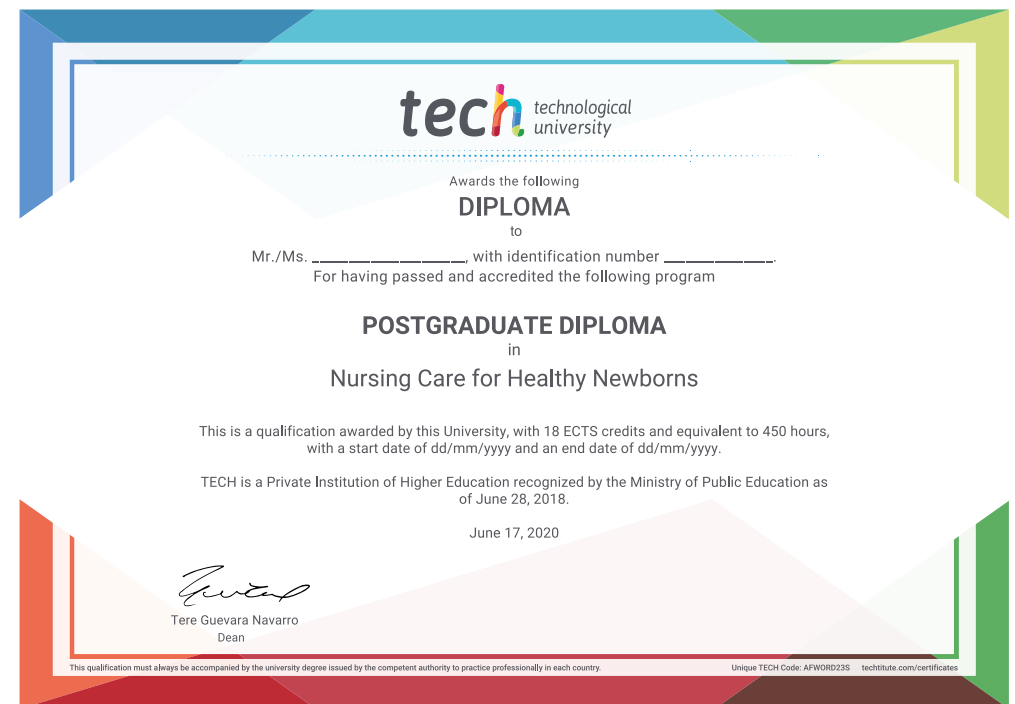 tech technological
university
Awards the following
DIPLOMA
to
Mr./Ms. ____________________, with identification number ______________.
For having passed and accredited the following program
POSTGRADUATE DIPLOMA
in
Nursing Care for Healthy Newborns
This is a qualification awarded by this University, with 18 ECTS credits and equivalent to 450 hours,
with a start date of dd/mm/yyyy and an end date of dd/mm/yyyy.
TECH is a Private Institution of Higher Education recognized by the Ministry of Public Education as
of June 28, 2018.
June 17, 2020
Tere Guevara Navarro
Dean
This qualification must always be accompanied by the university degree issued by the competent authority to practice professionally in each country.
Unique TECH Code: AFWORD23S techtitute.com/certificates